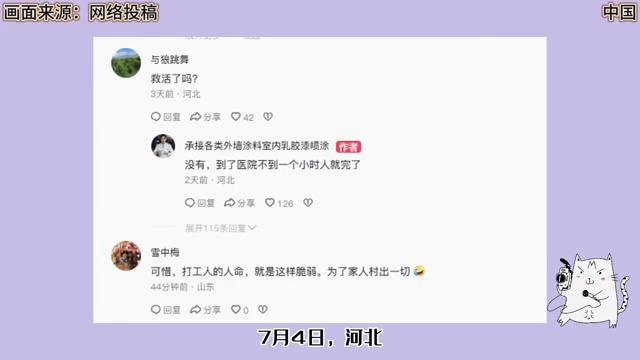 画面来源：网络投稿
中国
与狼跳舞
救活了吗？
3天前·河北
回复 分享 42
承接各类外墙涂料室内乳胶漆喷涂 作者
没有，到了医院不到一个小时人就完了
2天前·河北
回复 分享 126
展开115条回复
雪中梅
可惜，打工人的人命，就是这样脆弱。为了家人村出一切🤣
44分钟前·山东
回复 分享 0
7月4日，河北